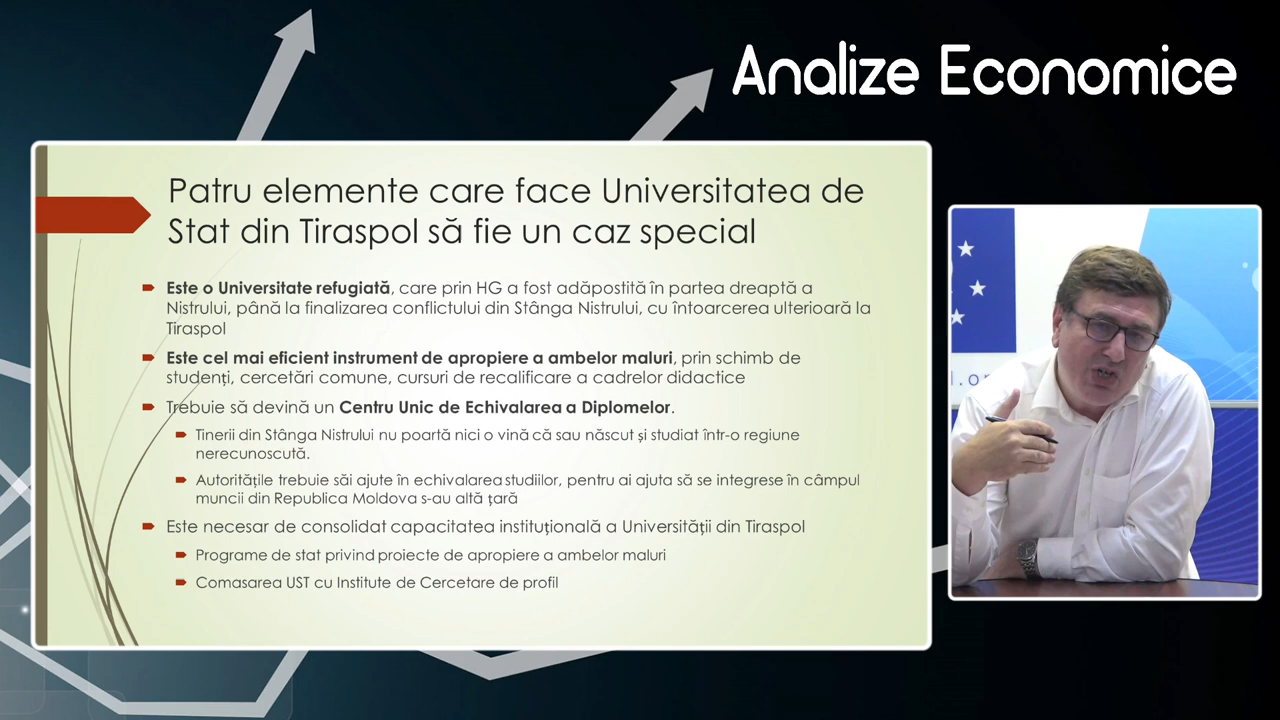 Analize Economice
Patru elemente care face Universitatea de
Stat din Tiraspol să fie un caz special
Este o Universitate refugiată, care prin HG a fost adăpostită în partea dreaptă a
Nistrului, până la finalizarea conflictului din Stânga Nistrului, cu întoarcerea ulterioară la
Tiraspol
Este cel mai eficient instrument de apropiere a ambelor maluri, prin schimb de
studenți, cercetări comune, cursuri de recalificare a cadrelor didactice
Trebuie să devină un Centru Unic de Echivalarea a Diplomelor.
Tinerii din Stânga Nistrului nu poartă nici o vină că sau născut și studiat într-o regiune
nerecunoscută.
Autoritățile trebuie săi ajute în echivalarea studiilor, pentru ai ajuta să se integrese în câmpul
muncii din Republica Moldova s-au altă țară
Este necesar de consolidat capacitatea instituțională a Universității din Tiraspol
Programe de stat privind proiecte de apropiere a ambelor maluri
Comasarea UST cu Institute de Cercetare de profil